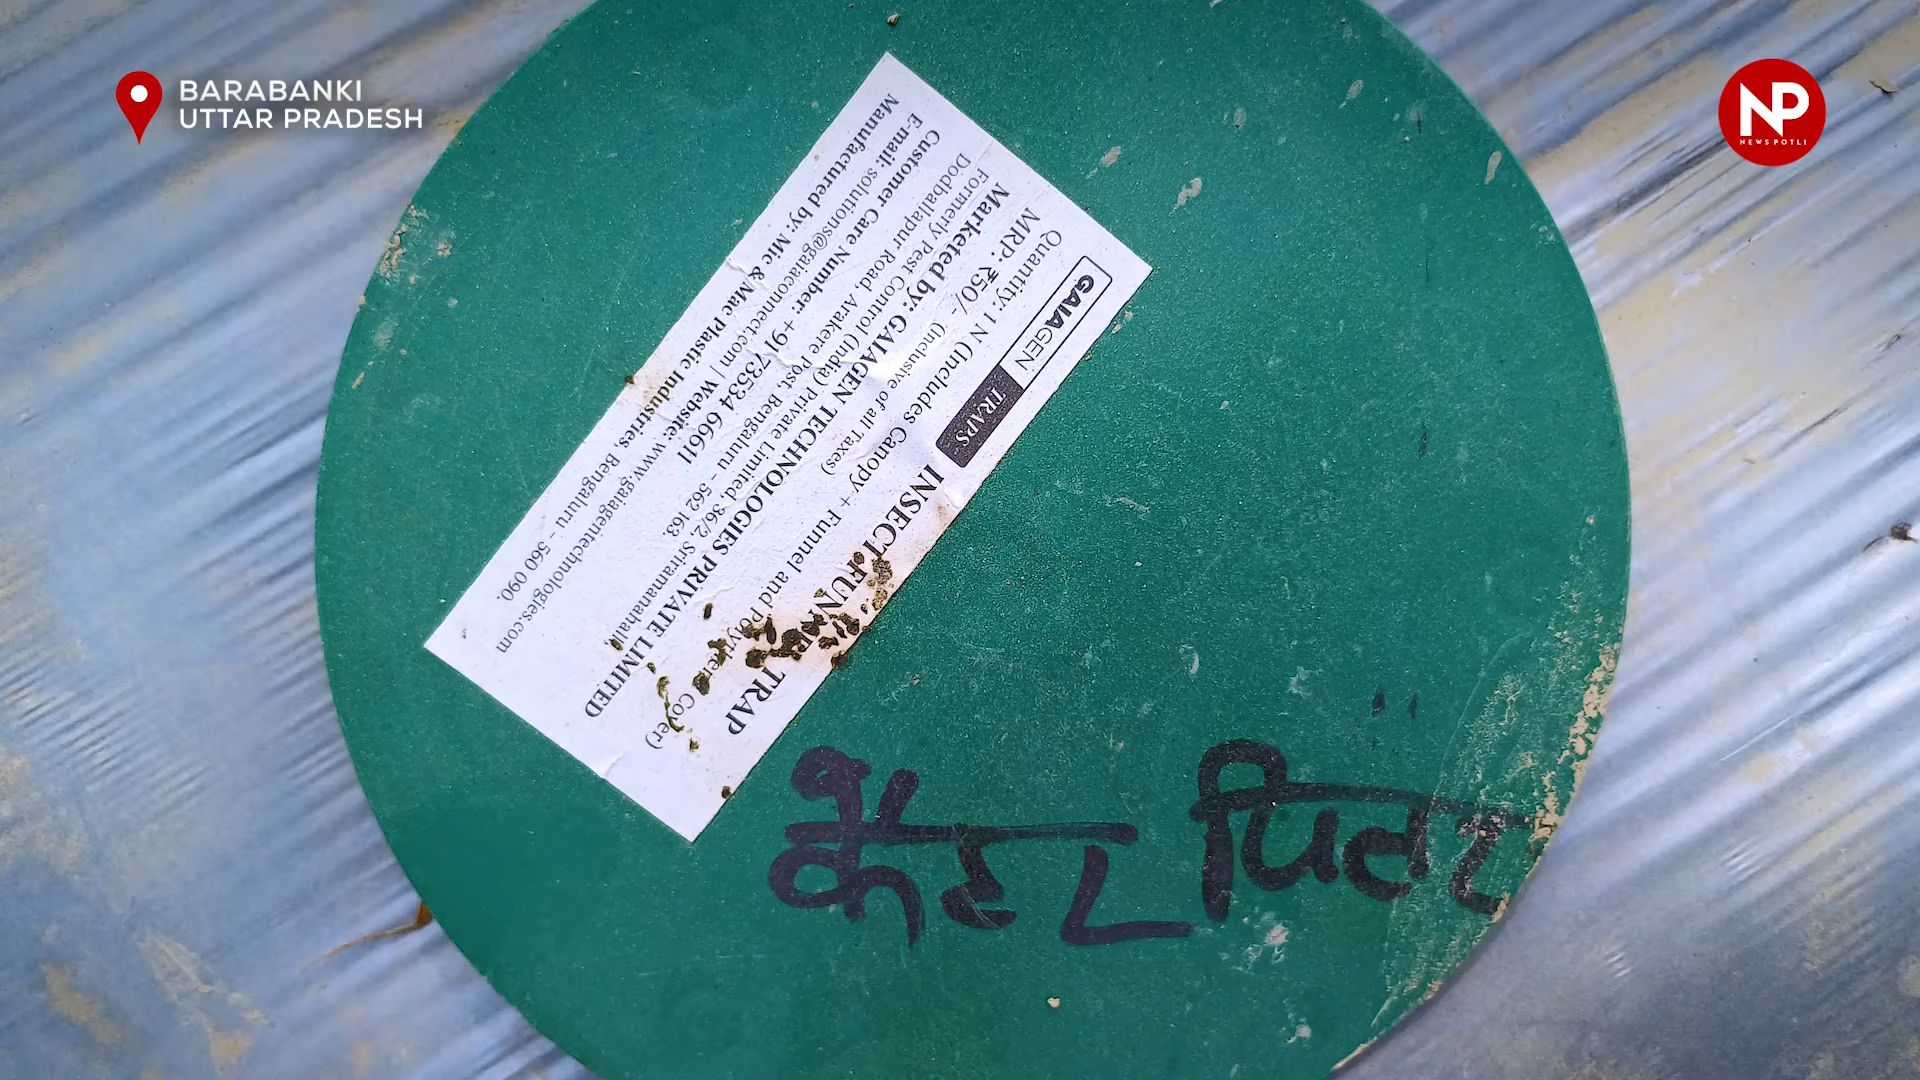 BARABANKI
UTTAR PRADESH
NP
NEWS POTLI
GAIAGEN TRAPS INSECT FUNNEL TRAP
Quantity: 1 N (Includes Canopy + Funnel and Polythene Cover)
MRP: ₹50/- (Inclusive of all Taxes)
Marketed by: GAIAGEN TECHNOLOGIES PRIVATE LIMITED
Formerly Pest Control (India) Private Limited, 36/2, Sriramanahalli,
Dodballapur Road, Arakere Post, Bengaluru - 562 163.
Customer Care Number: +91 73534 66611
E-mail: solutions@gaiaconnect.com | Website: www.gaiagentechnologies.com
Manufactured by: Mic & Mac Plastic Industries, Bengaluru - 560 090.